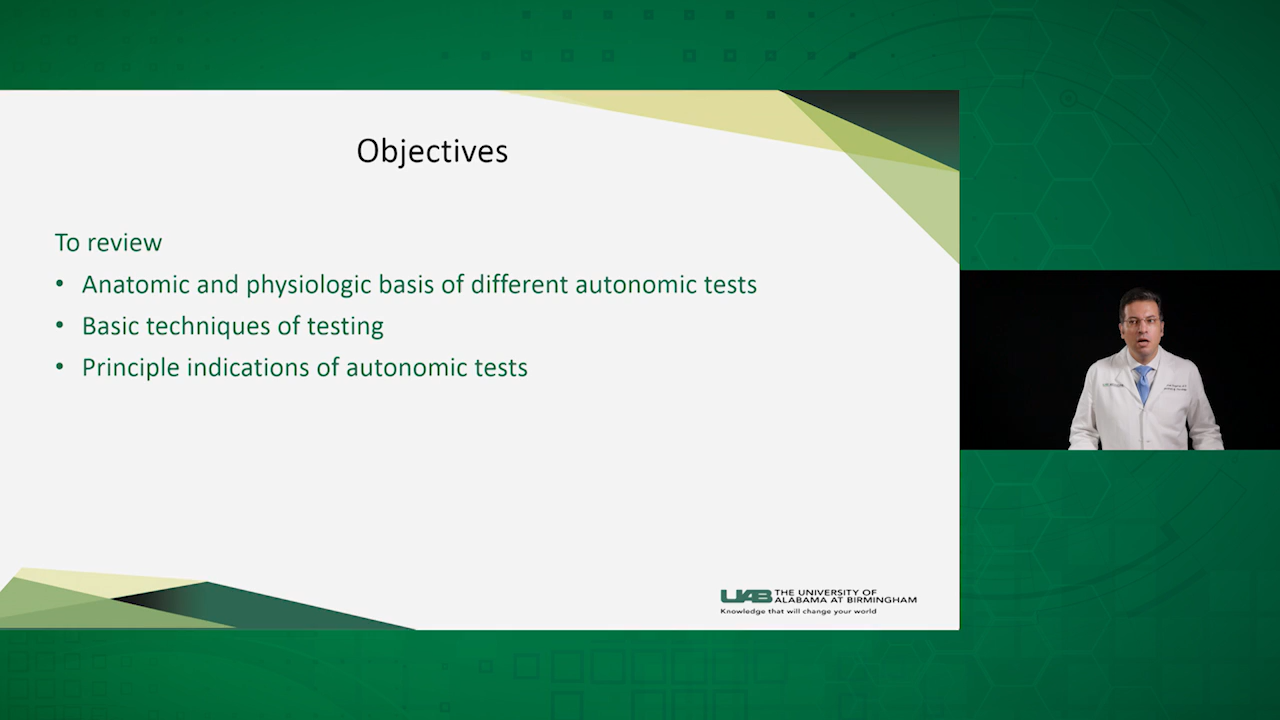 Objectives
To review
• Anatomic and physiologic basis of different autonomic tests
• Basic techniques of testing
• Principle indications of autonomic tests
UAB THE UNIVERSITY OF
ALABAMA AT BIRMINGHAM
Knowledge that will change your world